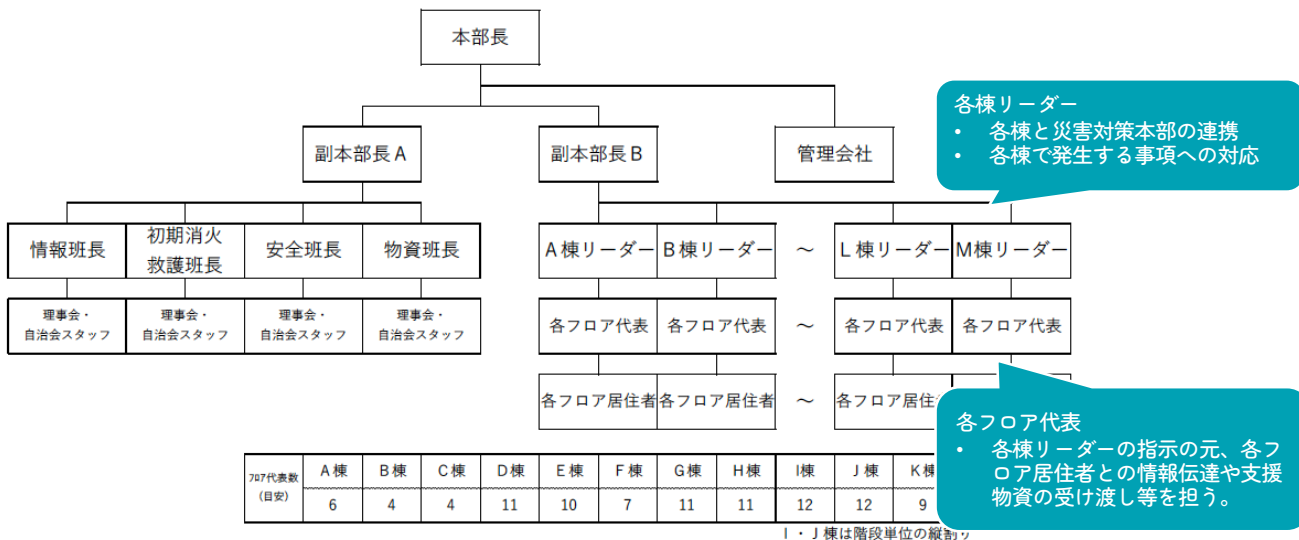 本部長
各棟リーダー
• 各棟と災害対策本部の連携
• 各棟で発生する事項への対応
副本部長A 副本部長B 管理会社
情報班長 初期消火 安全班長 物資班長 A棟リーダー B棟リーダー ～ L棟リーダー M棟リーダー
救護班長
理事会・ 理事会・ 理事会・ 理事会・
自治会スタッフ 自治会スタッフ 自治会スタッフ 自治会スタッフ
各フロア代表 各フロア代表 ～ 各フロア代表 各フロア代表
各フロア居住者 各フロア居住者 ～ 各フロア居住
各フロア代表
• 各棟リーダーの指示の元、各フ
ロア居住者との情報伝達や支援
物資の受け渡し等を担う。
ﾌﾛｱ代表数 A棟 B棟 C棟 D棟 E棟 F棟 G棟 H棟 I棟 J棟 K棟
（目安） 6 4 4 11 10 7 11 11 12 12 9
I・J棟は階段単位の縦割り